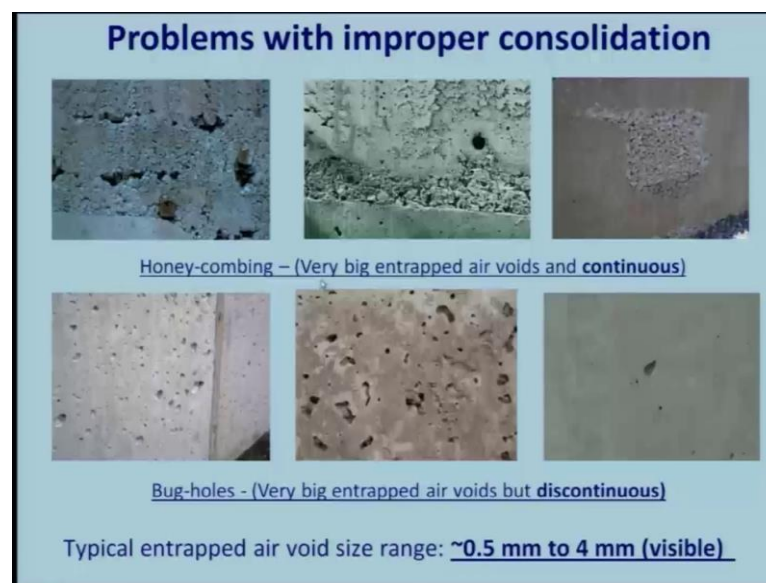 Problems with improper consolidation
Honey-combing – (Very big entrapped air voids and continuous)
Bug-holes - (Very big entrapped air voids but discontinuous)
Typical entrapped air void size range: ~0.5 mm to 4 mm (visible)